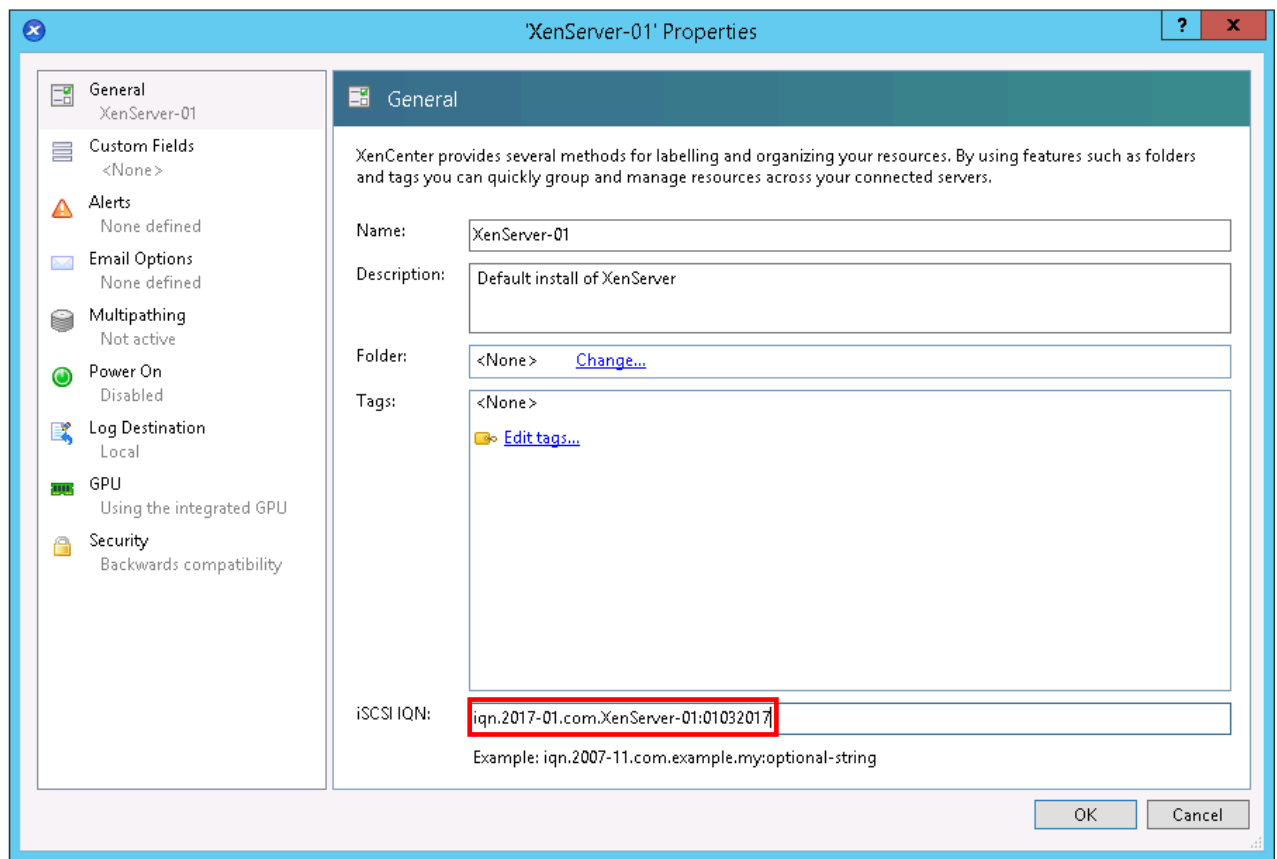 'XenServer-01' Properties
? x
General
XenServer-01
Custom Fields
<None>
Alerts
None defined
Email Options
None defined
Multipathing
Not active
Power On
Disabled
Log Destination
Local
GPU
Using the integrated GPU
Security
Backwards compatibility
General
XenCenter provides several methods for labelling and organizing your resources. By using features such as folders
and tags you can quickly group and manage resources across your connected servers.
Name: XenServer-01
Description: Default install of XenServer
Folder: <None> Change...
Tags: <None>
Edit tags...
iSCSI IQN: iqn.2017-01.com.XenServer-01:01032017
Example: iqn.2007-11.com.example.my:optional-string
OK Cancel